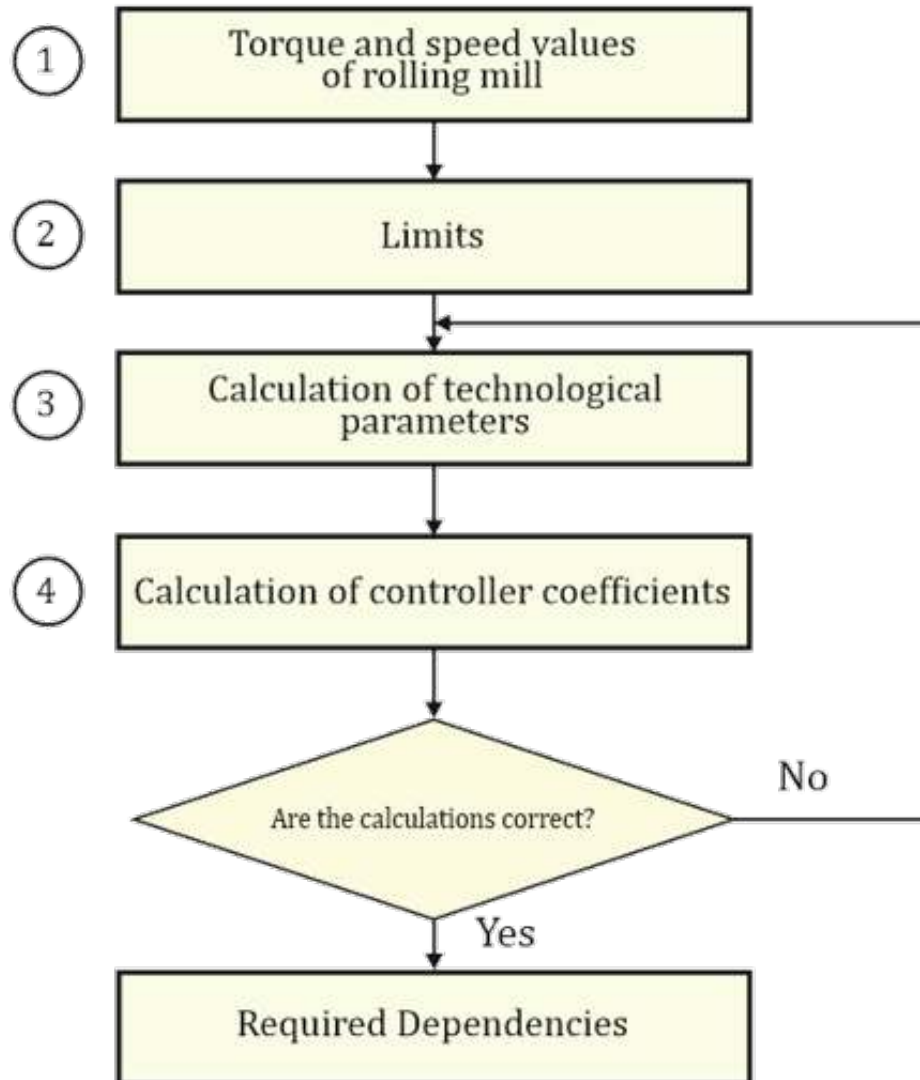 1
Torque and speed values
of rolling mill
2
Limits
3
Calculation of technological
parameters
4
Calculation of controller coefficients
Are the calculations correct?
No
Yes
Required Dependencies